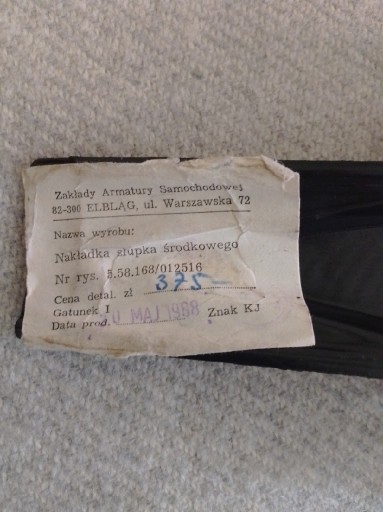 Zakłady Armatury Samochodowej
82-300 ELBLĄG, ul. Warszawska 72
Nazwa wyrobu:
Nakładka słupka środkowego
Nr rys. 5.58.168/012516
Cena detal. zł 375-
Gatunek I
Data prod. MAJ 1988 Znak KJ